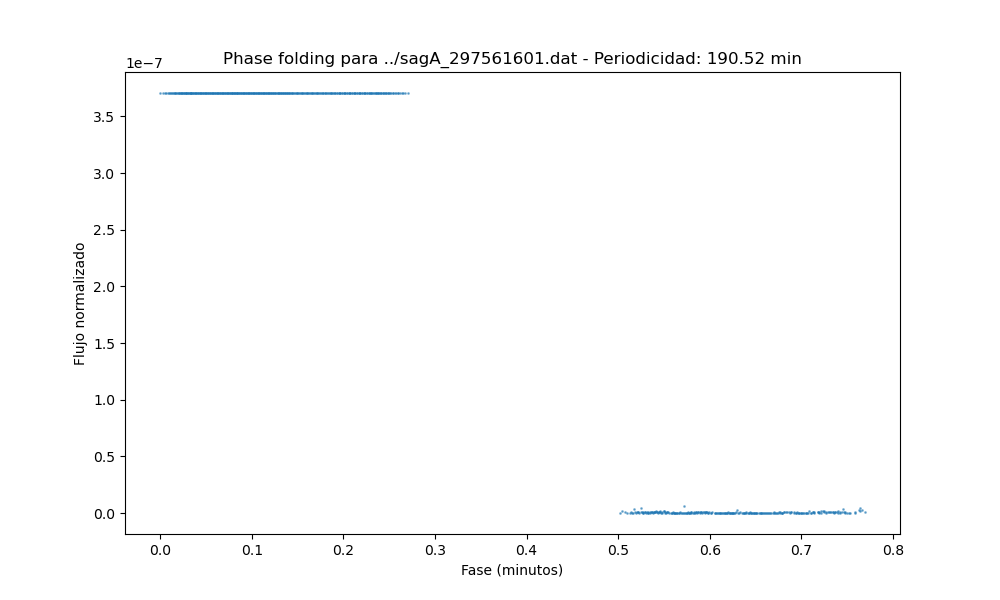 Phase folding para ../sagA_297561601.dat - Periodicidad: 190.52 min
1e−7
3.5
3.0
2.5
2.0
1.5
1.0
0.5
0.0
Flujo normalizado
0.0 0.1 0.2 0.3 0.4 0.5 0.6 0.7 0.8
Fase (minutos)